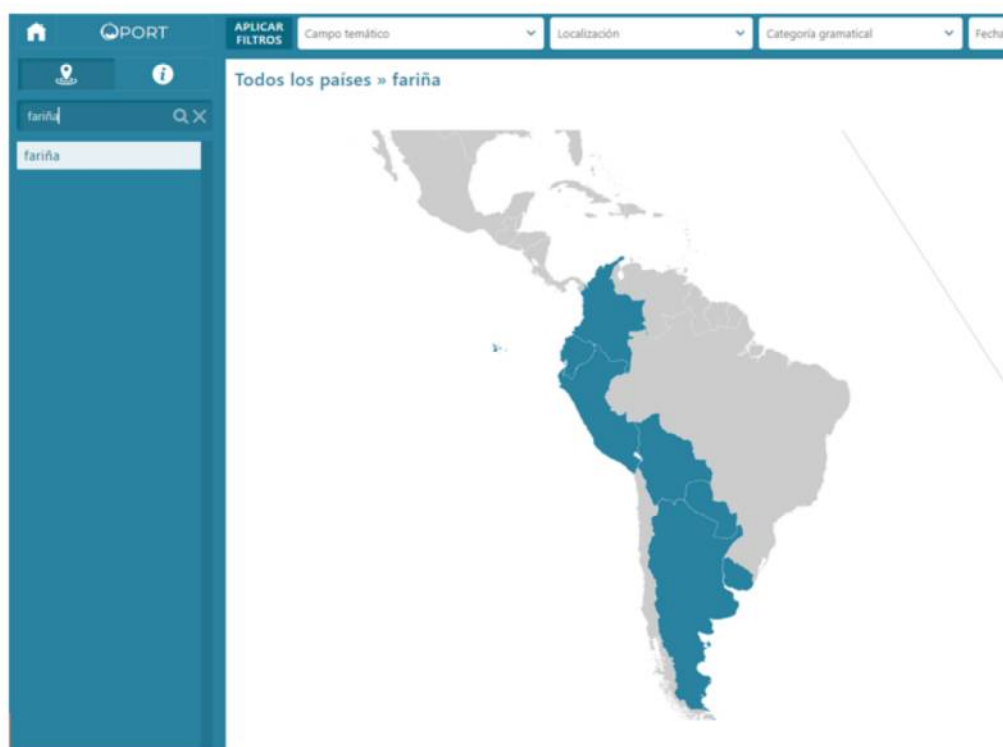 OPORT
APLICAR
FILTROS
Campo temático
Localización
Categoría gramatical
Fecha
Todos los países » fariña
fariña
fariña